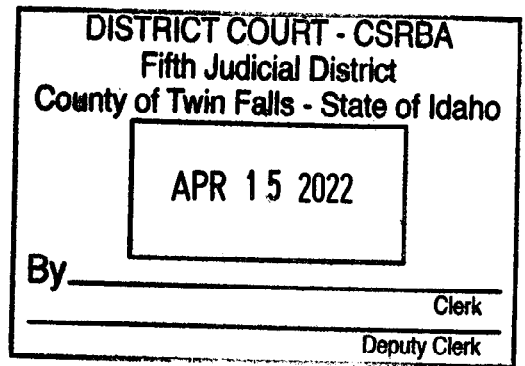 DISTRICT COURT - CSRBA
Fifth Judicial District
County of Twin Falls - State of Idaho
APR 15 2022
By
Clerk
Deputy Clerk